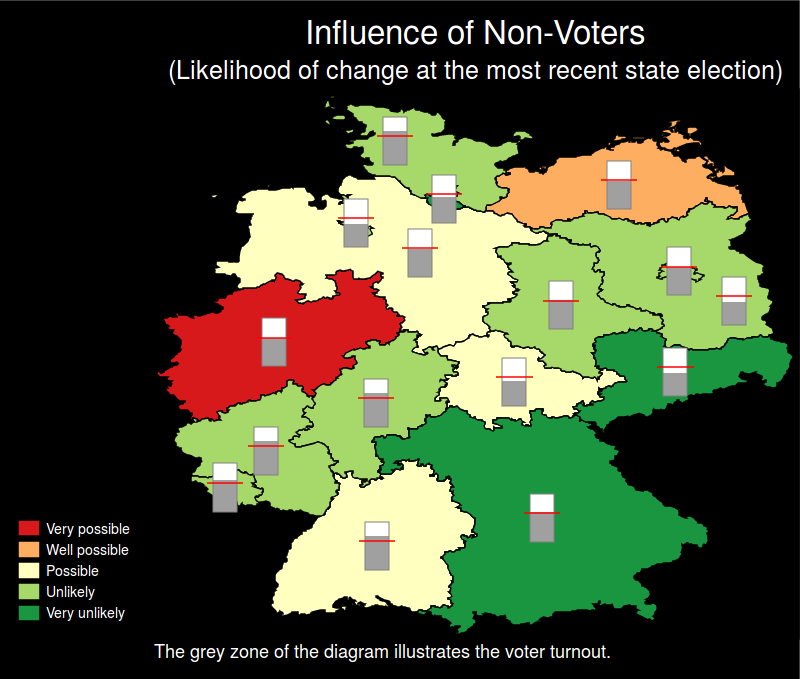 Influence of Non-Voters
(Likelihood of change at the most recent state election)
Very possible
Well possible
Possible
Unlikely
Very unlikely
The grey zone of the diagram illustrates the voter turnout.